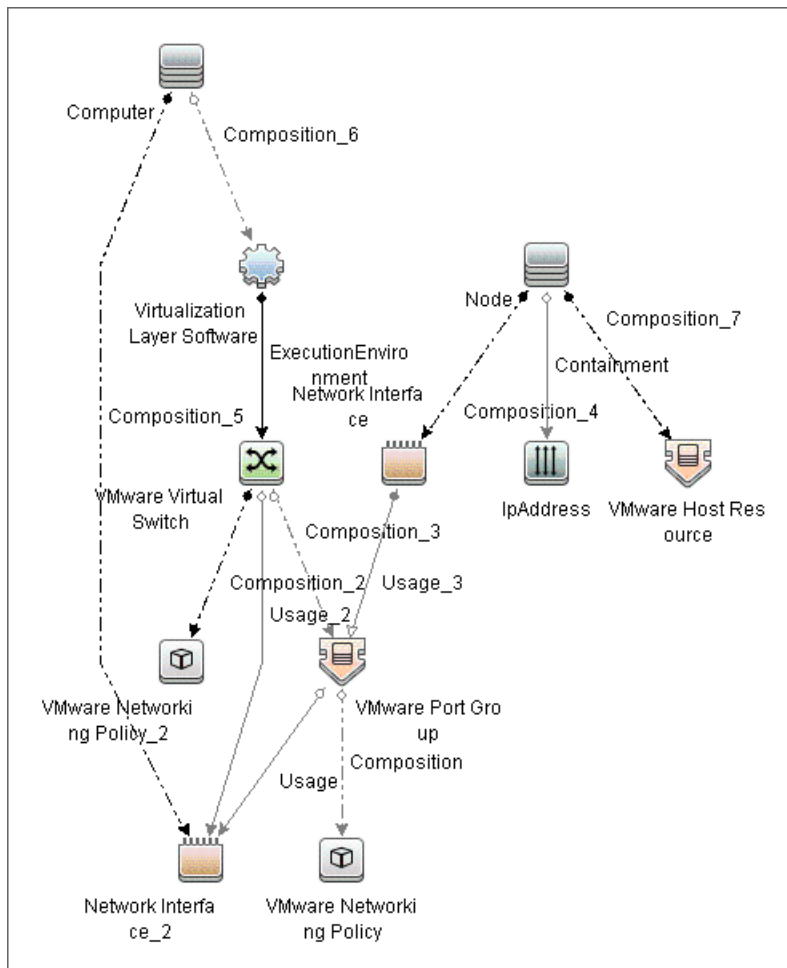 Computer
Composition_6
Node
Virtualization
Layer Software
Composition_7
ExecutionEnviro
nment
Containment
Network Interfa
ce
Composition_5
Composition_4
VMware Virtual
Switch
IpAddress
VMware Host Res
ource
Composition_3
Composition_2
Usage_3
Usage_2
VMware Networki
ng Policy_2
VMware Port Gro
up
Composition
Usage
Network Interfa
ce_2
VMware Networki
ng Policy